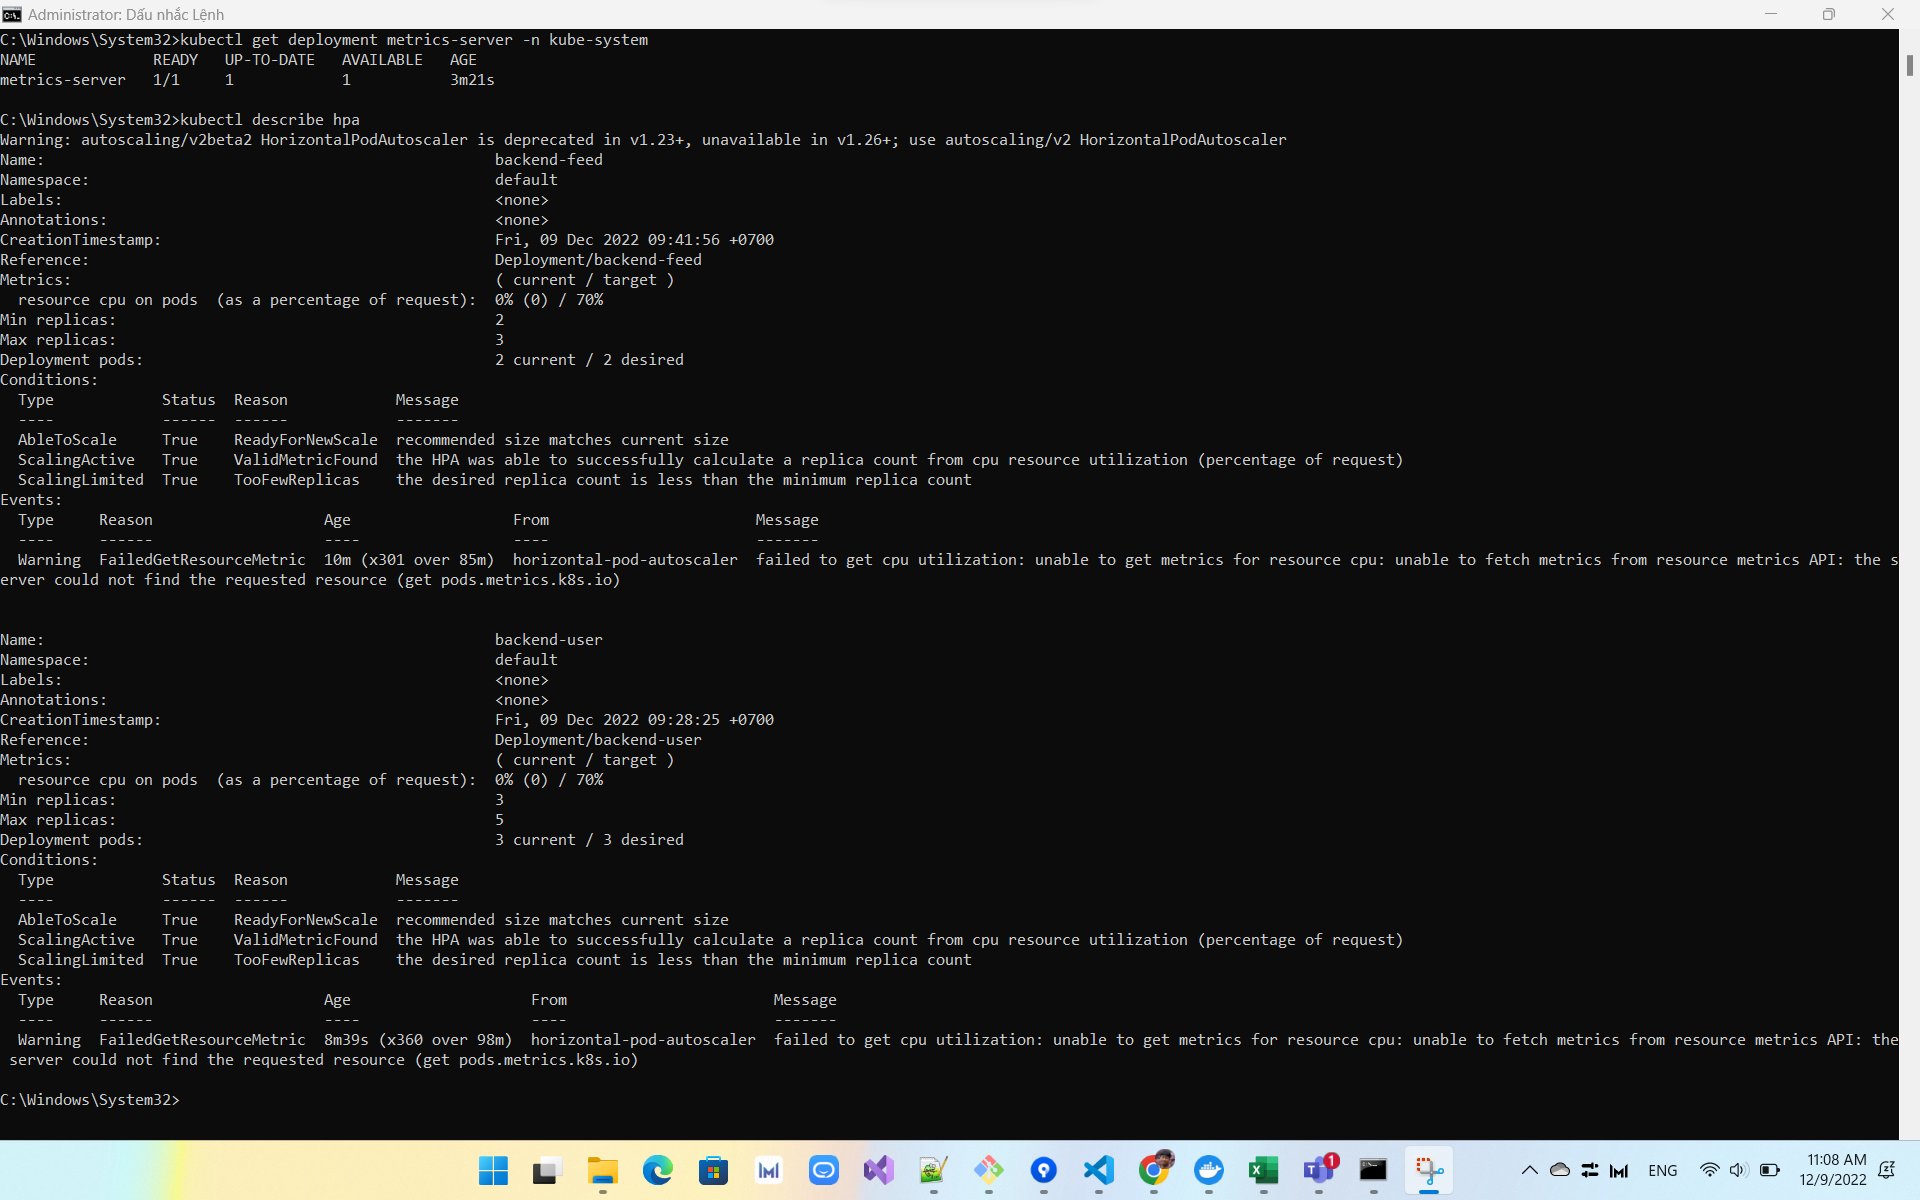 Administrator: Dấu nhắc Lệnh
C:\Windows\System32>kubectl get deployment metrics-server -n kube-system
NAME             READY   UP-TO-DATE   AVAILABLE   AGE
metrics-server   1/1     1            1           3m21s
C:\Windows\System32>kubectl describe hpa
Warning: autoscaling/v2beta2 HorizontalPodAutoscaler is deprecated in v1.23+, unavailable in v1.26+; use autoscaling/v2 HorizontalPodAutoscaler
Name:                                                  backend-feed
Namespace:                                             default
Labels:                                                <none>
Annotations:                                           <none>
CreationTimestamp:                                     Fri, 09 Dec 2022 09:41:56 +0700
Reference:                                             Deployment/backend-feed
Metrics:                                               ( current / target )
  resource cpu on pods  (as a percentage of request):  0% (0) / 70%
Min replicas:                                          2
Max replicas:                                          3
Deployment pods:                                       2 current / 2 desired
Conditions:
  Type            Status  Reason            Message
  ----            ------  ------            -------
  AbleToScale     True    ReadyForNewScale  recommended size matches current size
  ScalingActive   True    ValidMetricFound  the HPA was able to successfully calculate a replica count from cpu resource utilization (percentage of request)
  ScalingLimited  True    TooFewReplicas    the desired replica count is less than the minimum replica count
Events:
  Type     Reason                   Age                  From                       Message
  ----     ------                   ----                 ----                       -------
  Warning  FailedGetResourceMetric  10m (x301 over 85m)  horizontal-pod-autoscaler  failed to get cpu utilization: unable to get metrics for resource cpu: unable to fetch metrics from resource metrics API: the s
erver could not find the requested resource (get pods.metrics.k8s.io)
Name:                                                  backend-user
Namespace:                                             default
Labels:                                                <none>
Annotations:                                           <none>
CreationTimestamp:                                     Fri, 09 Dec 2022 09:28:25 +0700
Reference:                                             Deployment/backend-user
Metrics:                                               ( current / target )
  resource cpu on pods  (as a percentage of request):  0% (0) / 70%
Min replicas:                                          3
Max replicas:                                          5
Deployment pods:                                       3 current / 3 desired
Conditions:
  Type            Status  Reason            Message
  ----            ------  ------            -------
  AbleToScale     True    ReadyForNewScale  recommended size matches current size
  ScalingActive   True    ValidMetricFound  the HPA was able to successfully calculate a replica count from cpu resource utilization (percentage of request)
  ScalingLimited  True    TooFewReplicas    the desired replica count is less than the minimum replica count
Events:
  Type     Reason                   Age                    From                       Message
  ----     ------                   ----                   ----                       -------
  Warning  FailedGetResourceMetric  8m39s (x360 over 98m)  horizontal-pod-autoscaler  failed to get cpu utilization: unable to get metrics for resource cpu: unable to fetch metrics from resource metrics API: the
 server could not find the requested resource (get pods.metrics.k8s.io)
C:\Windows\System32>
1
ENG
11:08 AM
12/9/2022